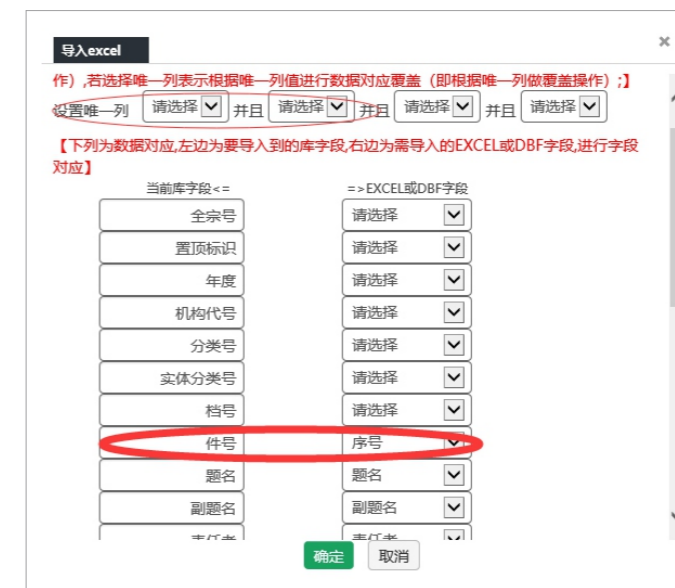 导入excel
×
作）,若选择唯一列表示根据唯一列值进行数据对应覆盖（即根据唯一列做覆盖操作）;】
设置唯一列 请选择 并且 请选择 并且 请选择 并且 请选择
【下列为数据对应,左边为要导入到的库字段,右边为需导入的EXCEL或DBF字段,进行字段
对应】
当前库字段<= =>EXCEL或DBF字段
全宗号 请选择
置顶标识 请选择
年度 请选择
机构代号 请选择
分类号 请选择
实体分类号 请选择
档号 请选择
件号 序号
题名 题名
副题名 副题名
责任者 责任者
确定 取消